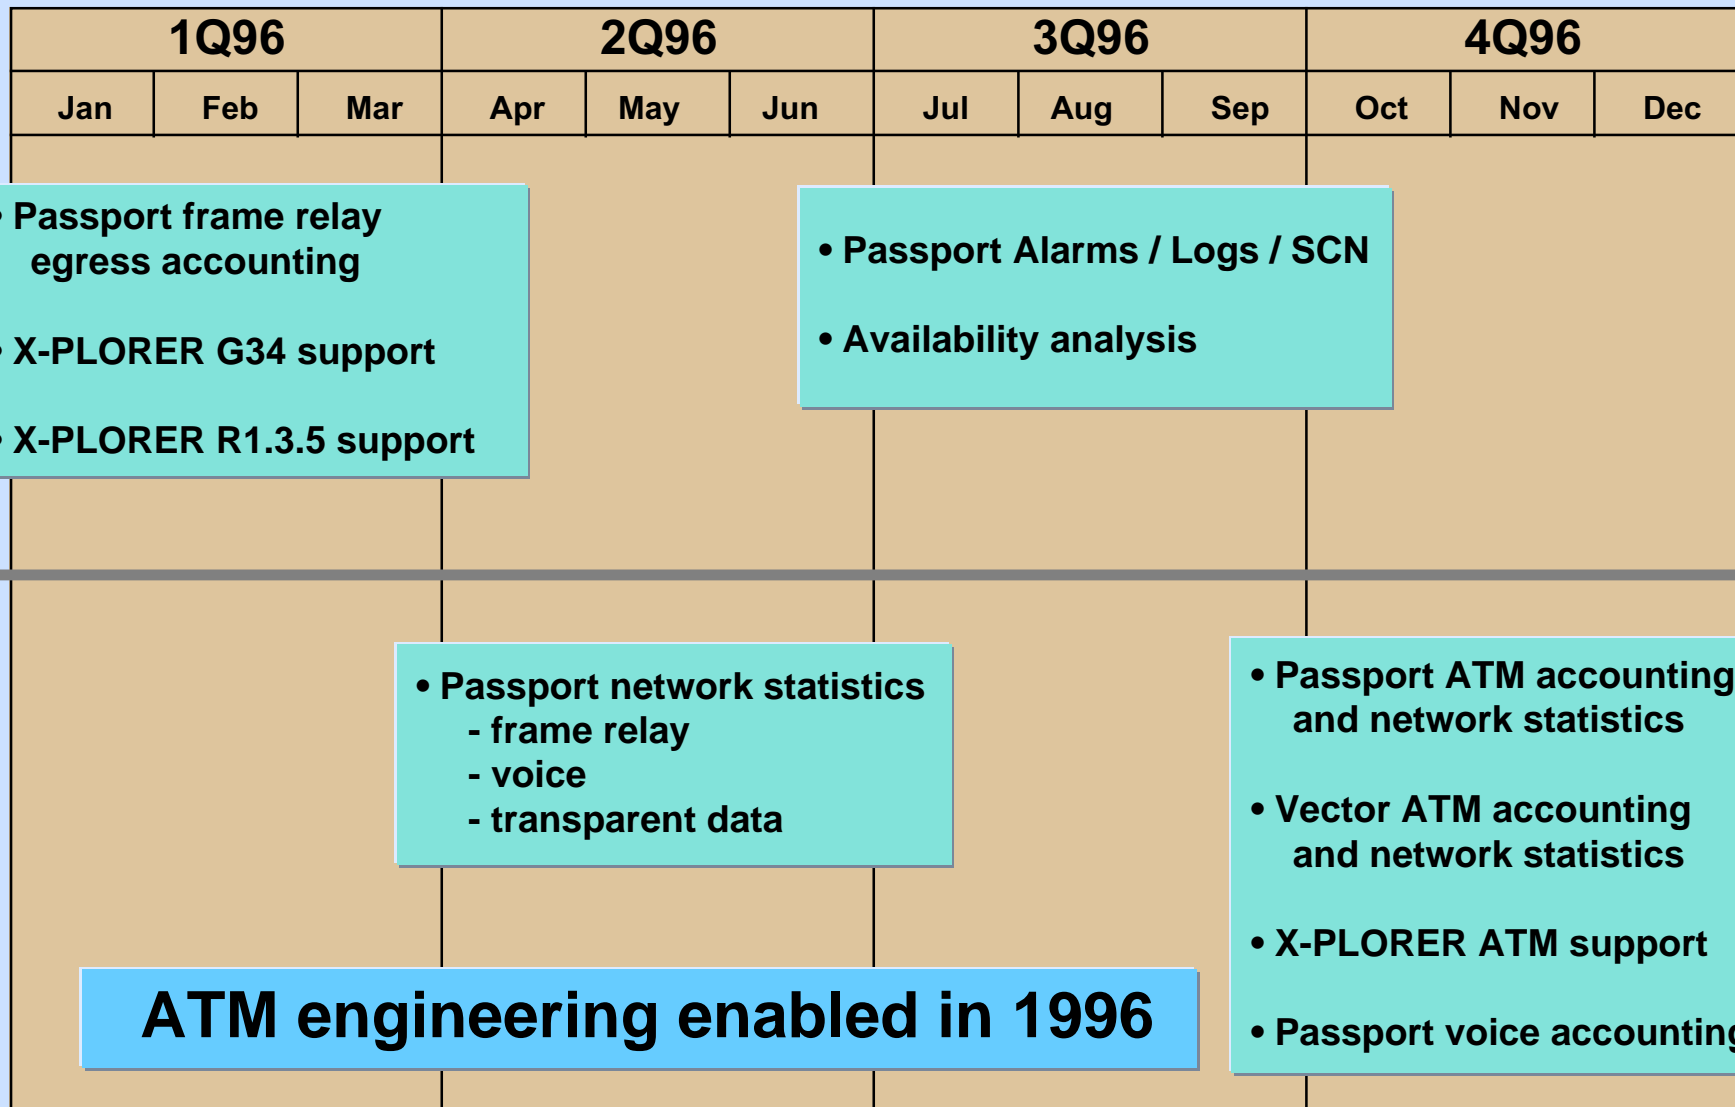 1Q96 2Q96 3Q96 4Q96
Jan Feb Mar Apr May Jun Jul Aug Sep Oct Nov Dec
• Passport frame relay
egress accounting
• X-PLORER G34 support
• X-PLORER R1.3.5 support
• Passport Alarms / Logs / SCN
• Availability analysis
• Passport network statistics
- frame relay
- voice
- transparent data
• Passport ATM accounting
and network statistics
• Vector ATM accounting
and network statistics
• X-PLORER ATM support
• Passport voice accounting
ATM engineering enabled in 1996